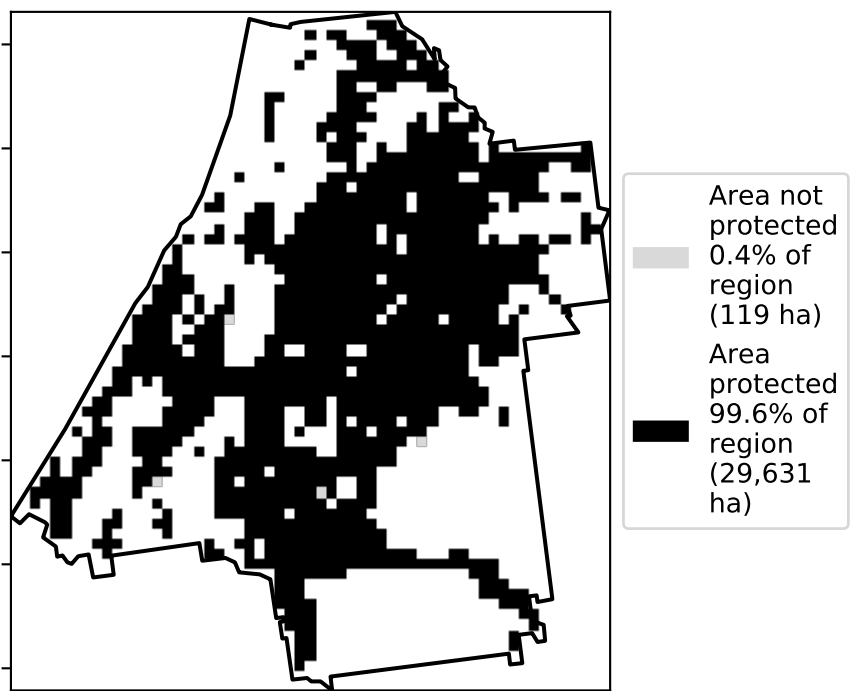 Area not
protected
0.4% of
region
(119 ha)
Area
protected
99.6% of
region
(29,631
ha)